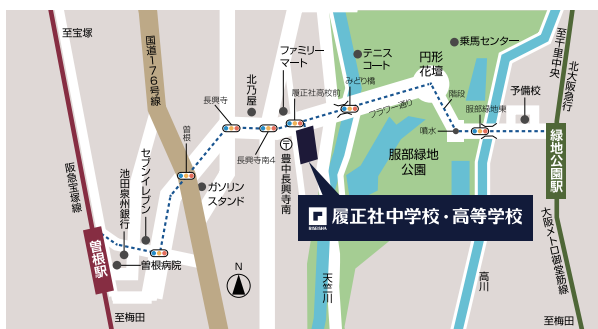 至宝塚
国道176号線
北乃屋
ファミリー
マート
テニス
コート
乗馬センター
円形
花壇
至千里中央
北大阪急行
みどり橋
フラワー通り
階段
予備校
服部緑地東
噴水
長興寺
履正社高校前
長興寺南4
曽根
服部緑地
公園
緑地公園駅
豊中長興寺南
ガソリン
スタンド
セブンイレブン
池田泉州銀行
阪急宝塚線
曽根駅
曽根病院
至梅田
N
RISEISHA
履正社中学校・高等学校
天竺川
高川
大阪メトロ御堂筋線
至梅田